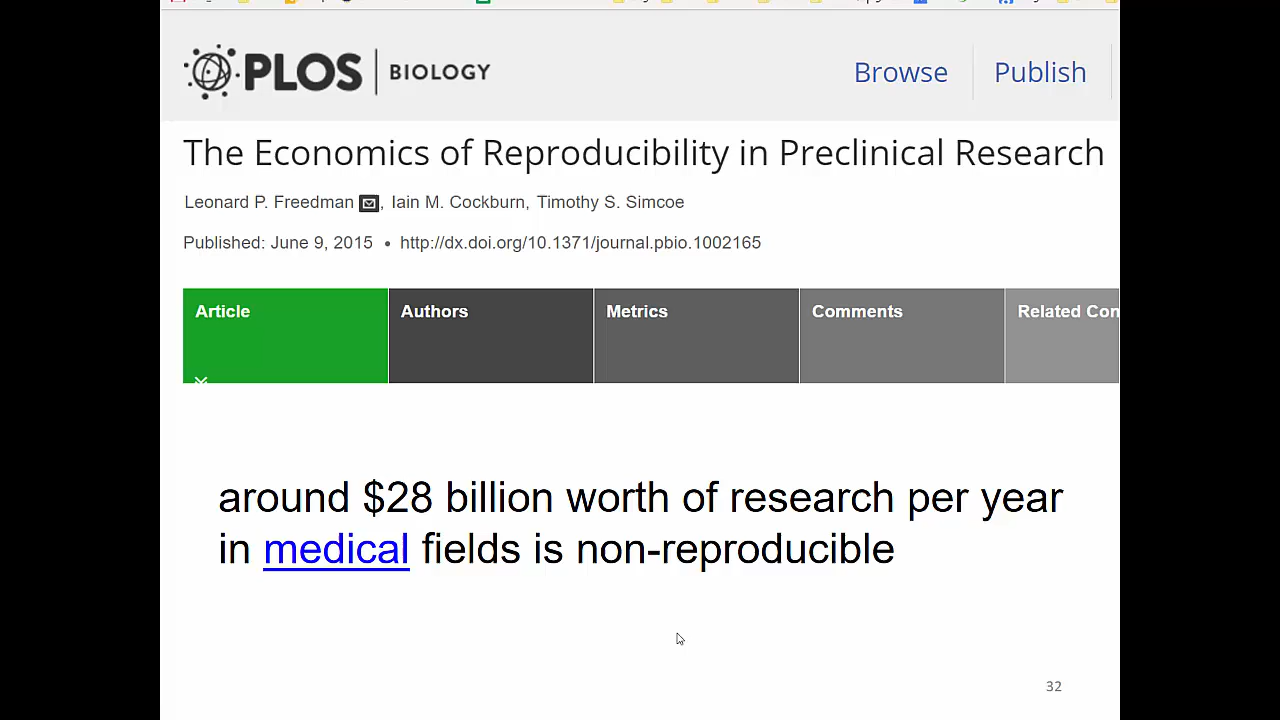 PLOS BIOLOGY Browse Publish
The Economics of Reproducibility in Preclinical Research
Leonard P. Freedman , Iain M. Cockburn, Timothy S. Simcoe
Published: June 9, 2015 • http://dx.doi.org/10.1371/journal.pbio.1002165
Article Authors Metrics Comments Related Con
around $28 billion worth of research per year
in medical fields is non-reproducible
32